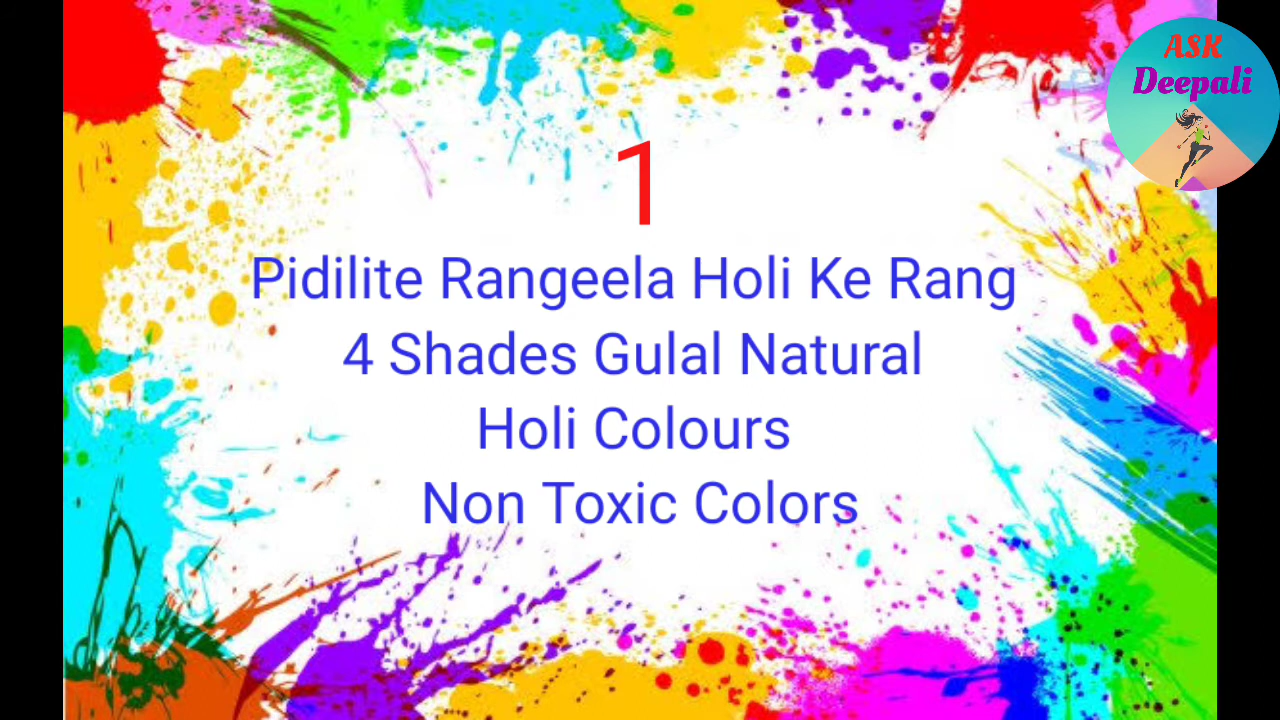 ASK
Deepali
1
Pidilite Rangeela Holi Ke Rang
4 Shades Gulal Natural
Holi Colours
Non Toxic Colors